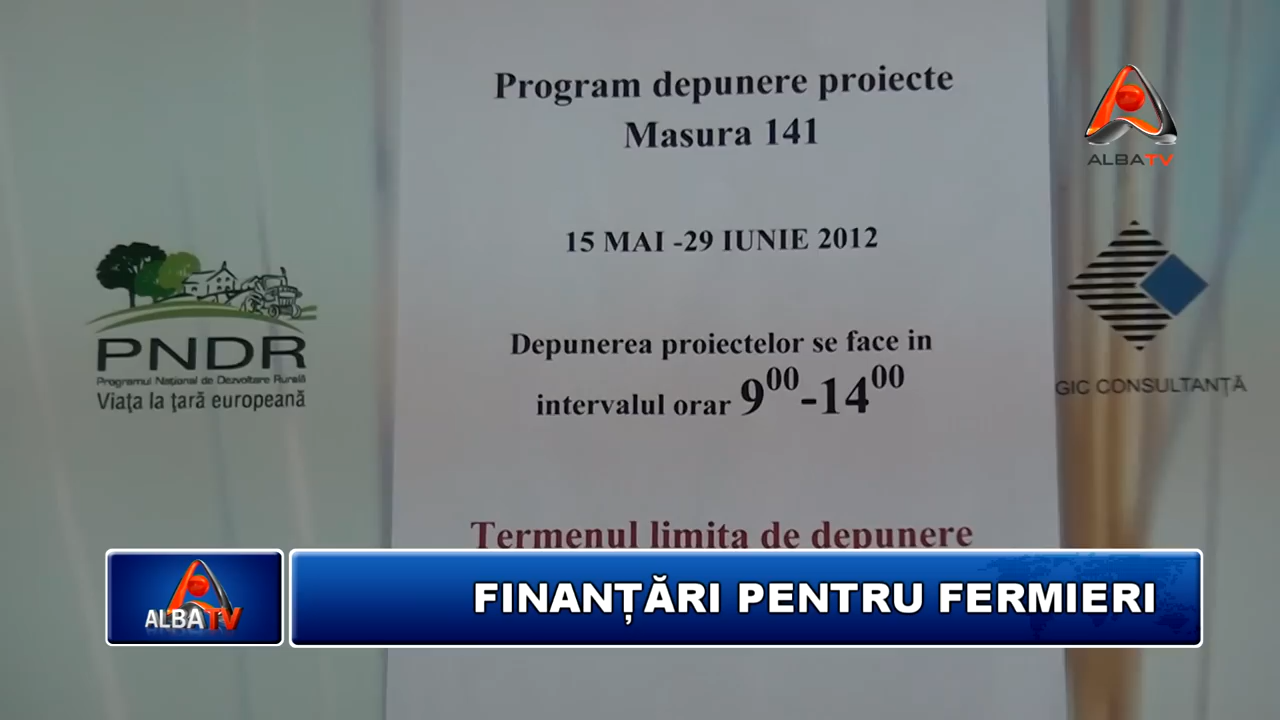 Program depunere proiecte
Masura 141
ALBATV
15 MAI -29 IUNIE 2012
PNDR
Programul Național de Dezvoltare Rurală
Viața la țară europeană
Depunerea proiectelor se face in
intervalul orar 9⁰⁰-14⁰⁰
GIC CONSULTANȚĂ
Termenul limita de depunere
ALBATV
FINANȚĂRI PENTRU FERMIERI